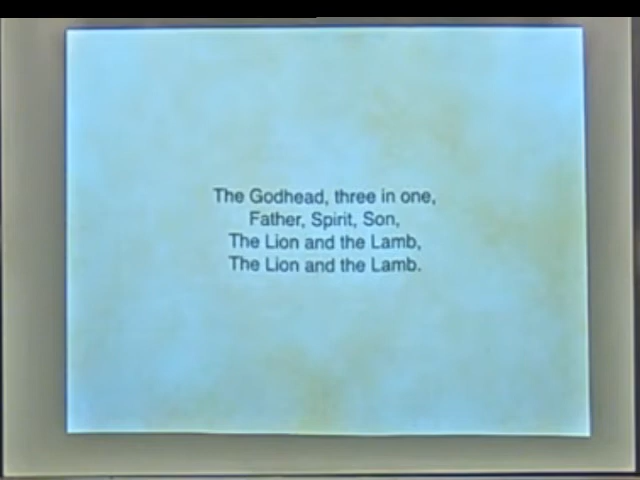 The Godhead, three in one,
Father, Spirit, Son,
The Lion and the Lamb,
The Lion and the Lamb.